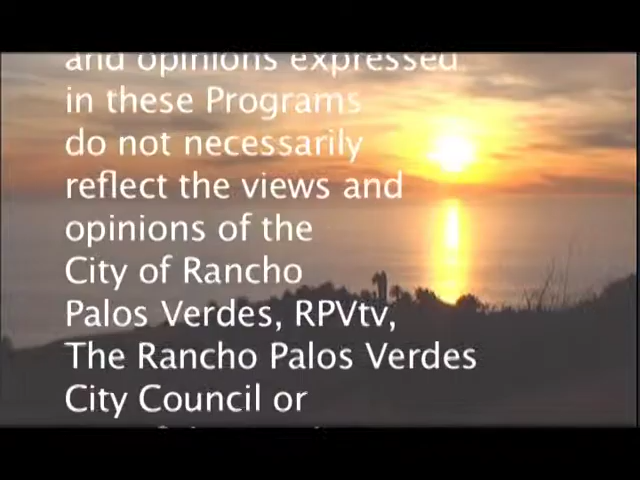 and opinions expressed
in these Programs
do not necessarily
reflect the views and
opinions of the
City of Rancho
Palos Verdes, RPVtv,
The Rancho Palos Verdes
City Council or